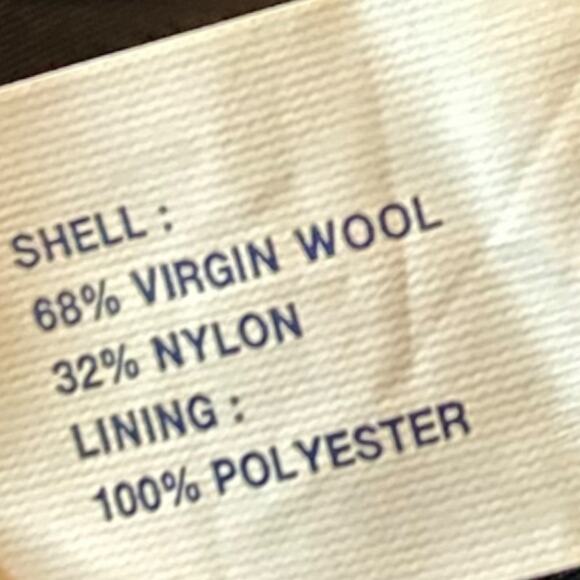 SHELL :
68% VIRGIN WOOL
32% NYLON
LINING :
100% POLYESTER